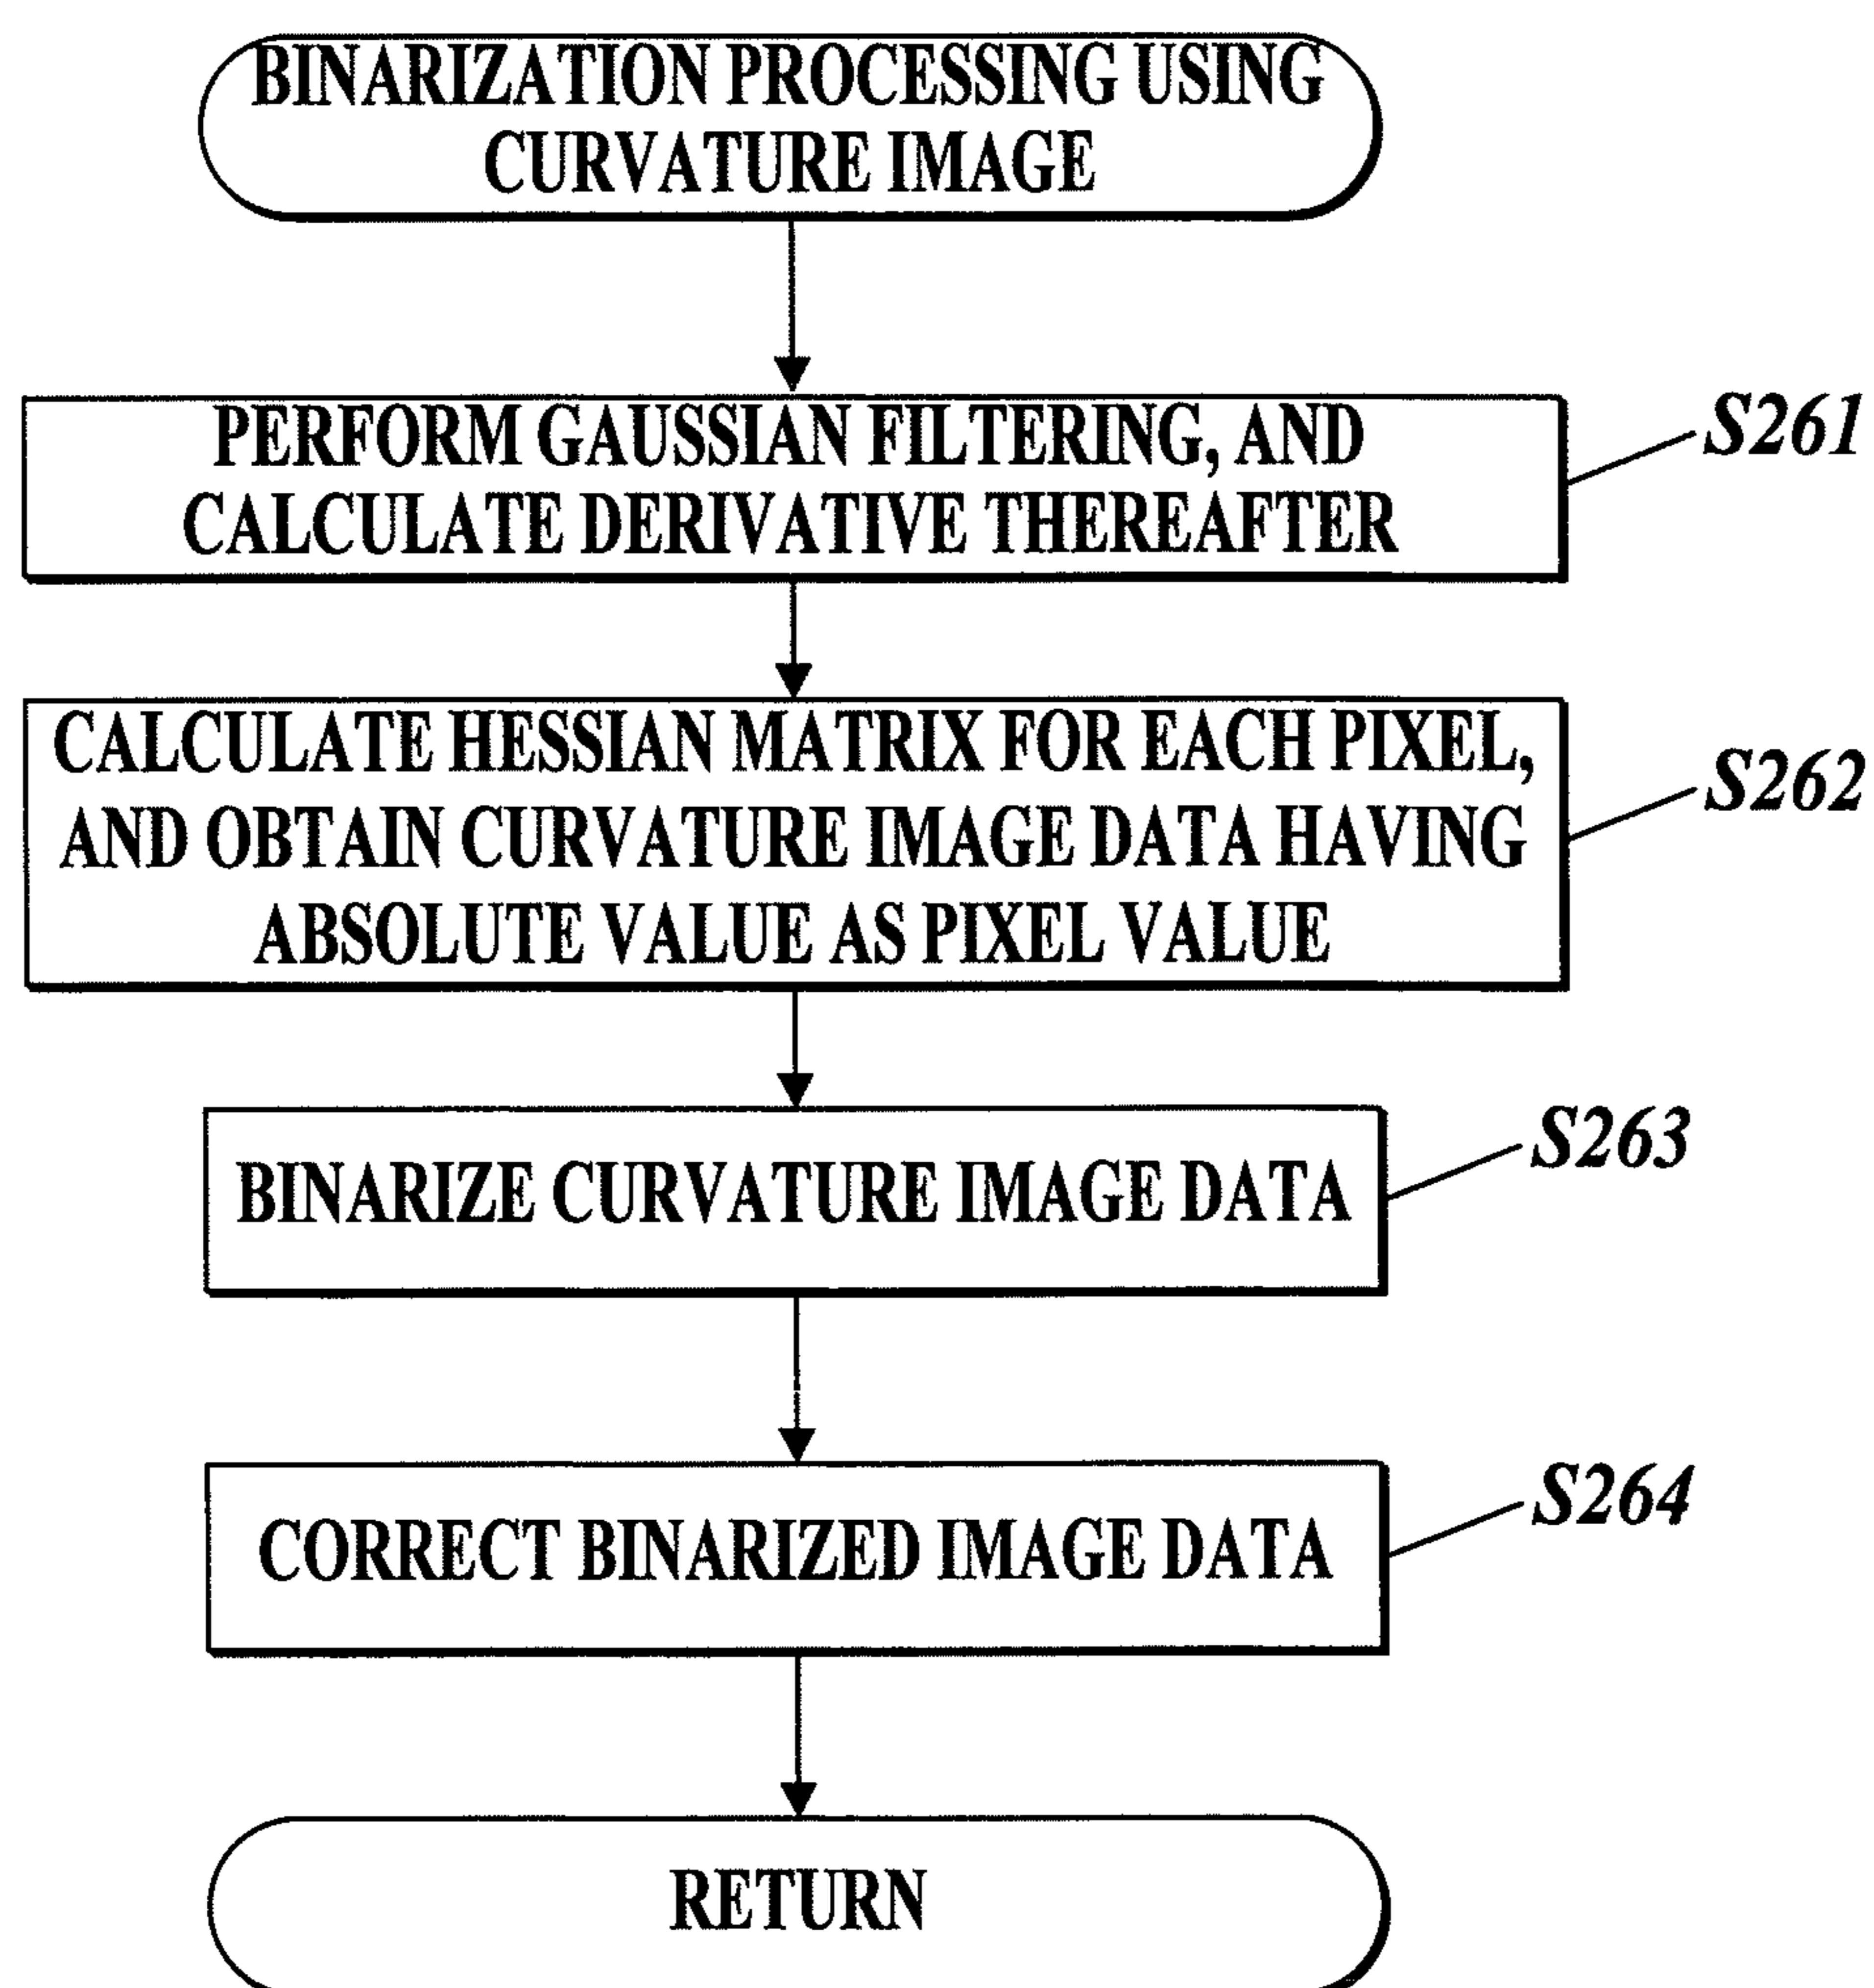 BINARIZATION PROCESSING USING
CURVATURE IMAGE
PERFORM GAUSSIAN FILTERING, AND
CALCULATE DERIVATIVE THEREAFTER
S261
CALCULATE HESSIAN MATRIX FOR EACH PIXEL,
AND OBTAIN CURVATURE IMAGE DATA HAVING
ABSOLUTE VALUE AS PIXEL VALUE
S262
BINARIZE CURVATURE IMAGE DATA
S263
CORRECT BINARIZED IMAGE DATA
S264
RETURN